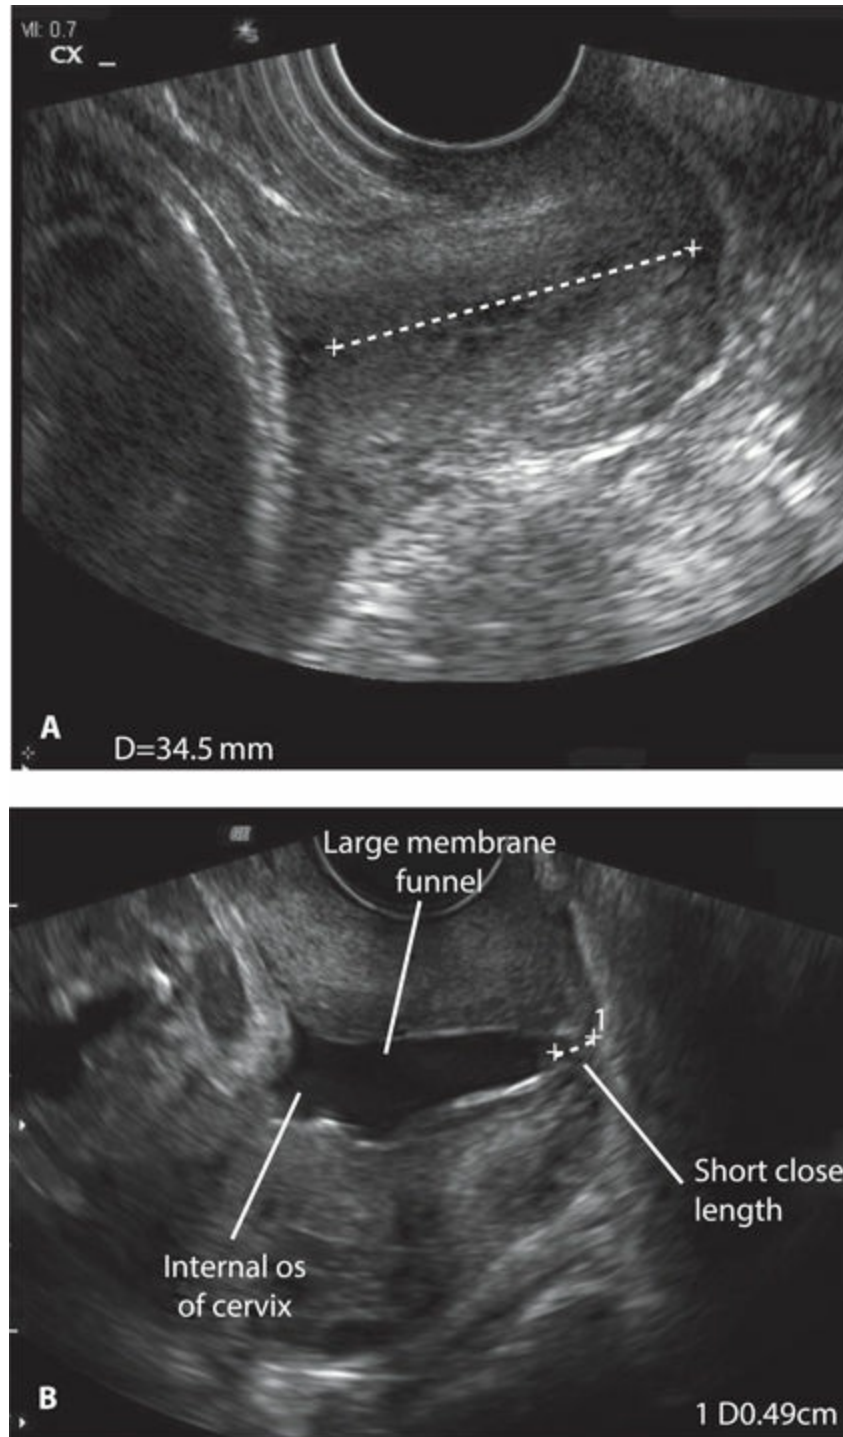 VII: 0.7
CX _
A
D=34.5 mm
Large membrane
funnel
1
Short close
length
Internal os
of cervix
B
1 D0.49cm